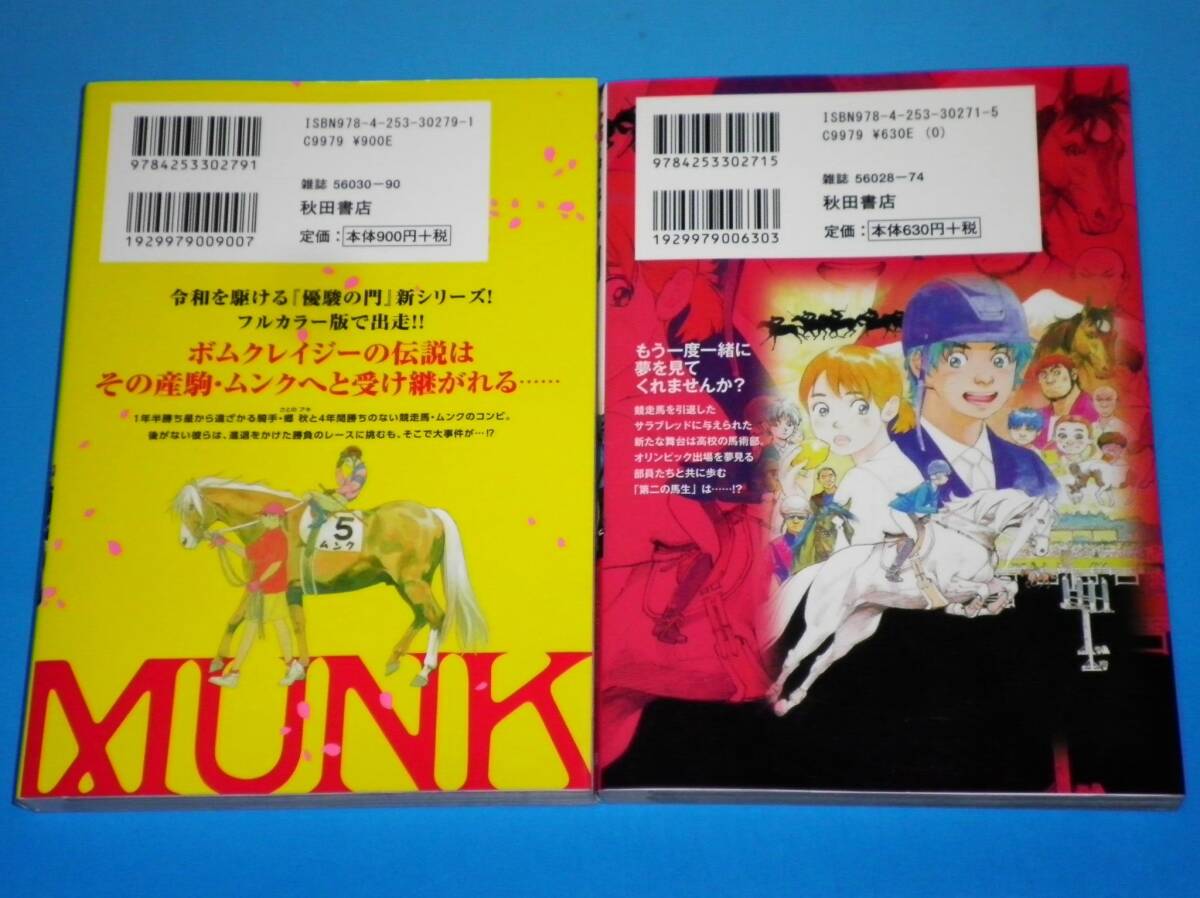 ISBN978-4-253-30279-1
C9979 ¥900E
9784253302791
雑誌 56030-90
秋田書店
定価：本体900円+税
1929979009007
令和を駆ける『優駿の門』新シリーズ!
フルカラー版で出走!!
ボムクレイジーの伝説は
その産駒・ムンクへと受け継がれる……
さとの アキ
1年半勝ち星から遠ざかる騎手・郷 秋と4年間勝ちのない競走馬・ムンクのコンビ。
後がない彼らは、進退をかけた勝負のレースに挑むも、そこで大事件が…!?
5
ムンク
MUNK
ISBN978-4-253-30271-5
C9979 ¥630E (0)
9784253302715
雑誌 56028-74
秋田書店
定価：本体630円+税
1929979006303
もう一度一緒に
夢を見て
くれませんか?
競走馬を引退した
サラブレッドに与えられた
新たな舞台は高校の馬術部。
オリンピック出場を夢見る
部員たちと共に歩む
「第二の馬生」は……!?